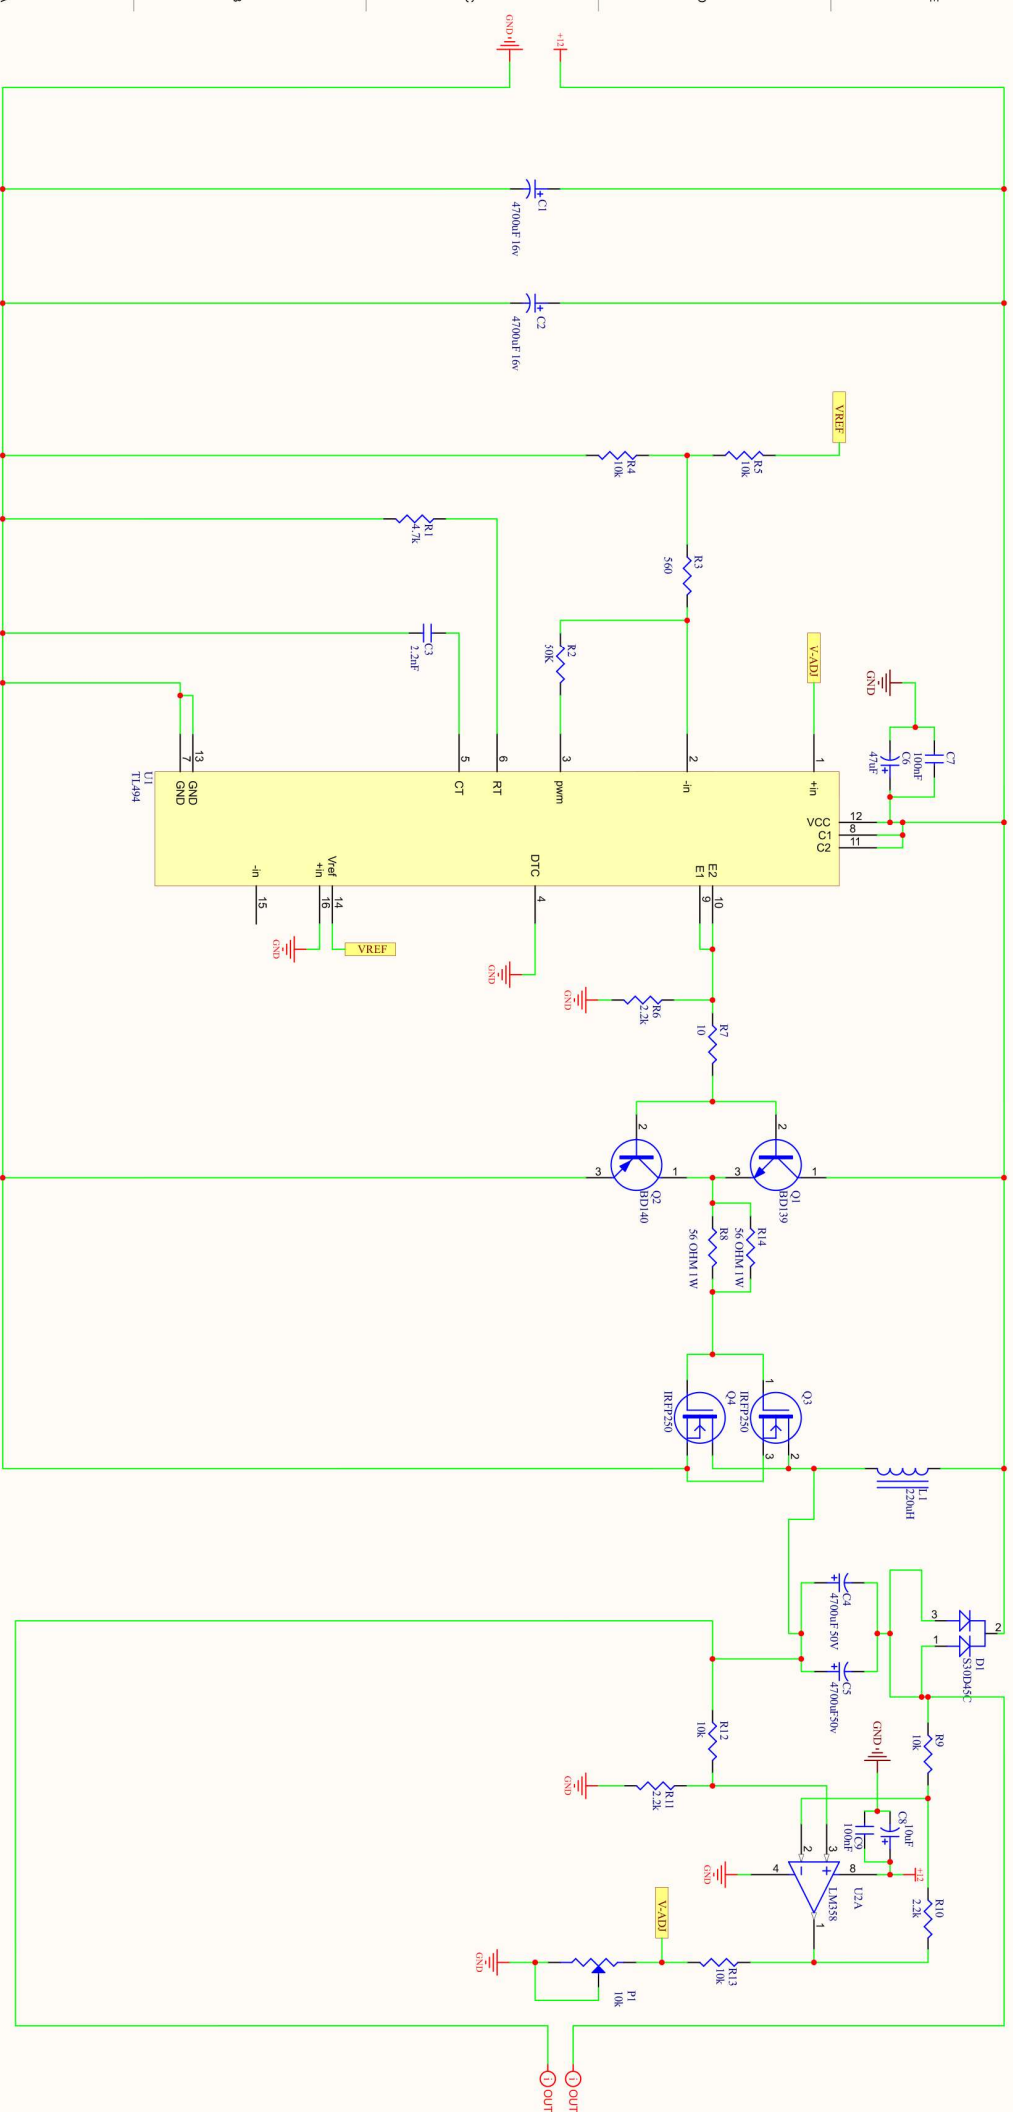 GND
+12
C1
4700uF 16v
C2
4700uF 16v
VREF
R5
10k
R4
10k
R1
4.7k
R3
560
R2
50K
C3
2.2nF
V-ADJ
GND
C7
100nF
C6
47uF
13
7
5
6
3
2
1
U1
TL494
GND
GND
CT
RT
pwm
-in
+in
VCC
C1
C2
12
8
11
-in
+in
Vref
DTC
E1
E2
15
16
14
4
9
10
GND
VREF
GND
GND
R6
2.2k
R7
10
2
2
3
1
3
1
Q2
BD140
Q1
BD139
R8
56 OHM 1W
R14
56 OHM 1W
1
Q4
IRFP250
Q3
IRFP250
3
2
L1
220uH
C4
4700uF 50V
C5
4700uF50v
3
1
2
D1
S30D45C
R12
10k
R9
10k
GND
GND
R11
2.2k
C8
10uF
C9
100nF
2
3
4
8
1
GND
+12
U2A
LM358
R10
2.2k
V-ADJ
GND
P1
10k
R13
10k
i OUT
i OUT